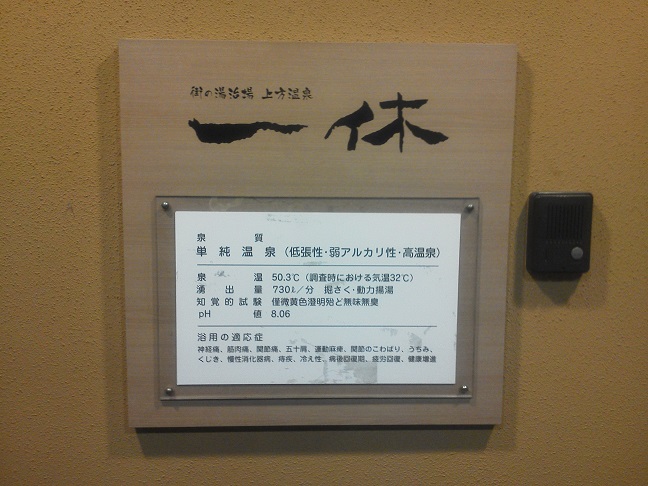 街の湯治場 上方温泉
一休
泉質
単純温泉(低張性・弱アルカリ性・高温泉)
泉温 50.3℃(調査時における気温32℃)
湧出量 730ℓ/分 掘さく・動力揚湯
知覚的試験 僅微黄色澄明殆ど無味無臭
pH値 8.06
浴用の適応症
神経痛、筋肉痛、関節痛、五十肩、運動麻痺、関節のこわばり、うちみ、
くじき、慢性消化器病、痔疾、冷え性、病後回復期、疲労回復、健康増進